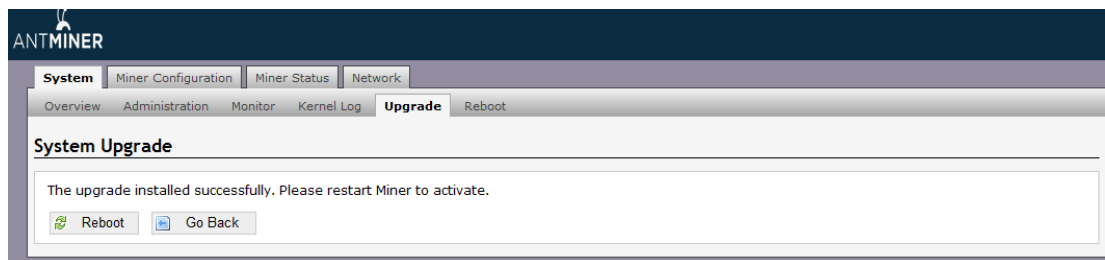 ANTMINER
System Miner Configuration Miner Status Network
Overview Administration Monitor Kernel Log Upgrade Reboot
System Upgrade
The upgrade installed successfully. Please restart Miner to activate.
Reboot Go Back